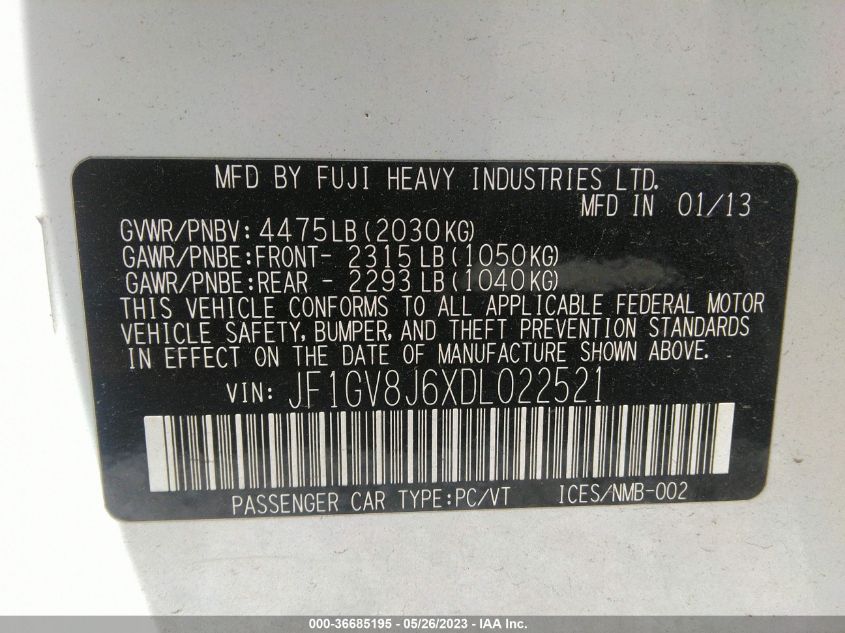 MFD BY FUJI HEAVY INDUSTRIES LTD.
MFD IN 01/13
GVWR/PNBV: 4475LB(2030KG)
GAWR/PNBE:FRONT- 2315LB(1050KG)
GAWR/PNBE:REAR - 2293LB(1040KG)
THIS VEHICLE CONFORMS TO ALL APPLICABLE FEDERAL MOTOR
VEHICLE SAFETY, BUMPER, AND THEFT PREVENTION STANDARDS
IN EFFECT ON THE DATE OF MANUFACTURE SHOWN ABOVE.
VIN: JF1GV8J6XDL022521
PASSENGER CAR TYPE:PC/VT ICES/NMB-002
000-36685195 - 05/26/2023 - IAA Inc.